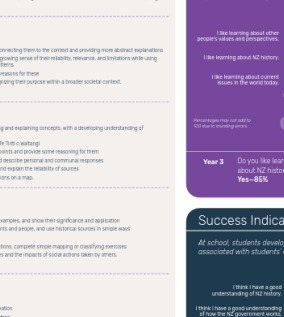 onnecting them to the context and providing more abstract explanations
growing sense of their reliability, relevance, and limitations while using
reasons for these
ising their purpose within a broader societal context.
ng and explaining concepts, with a developing understanding of
Te Tiriti o Waitangi
oints and provide some reasoning for them
d describe personal and communal responses
nd explain the reliability of sources
ions on a map.
xamples, and show their significance and application
nts and people, and use historical sources in simple ways
tions, complete simple mapping or classifying exercises
es and the impacts of social actions taken by others.
I like learning about other
people's values and perspectives.
I like learning about NZ history.
I like learning about current
issues in the world today.
Percentages may not add to
100 due to rounding errors.
Year 3
Do you like lear
about NZ histor
Yes—85%
Success Indica
At school, students develo
associated with students'
I think I have a good
understanding of NZ history.
I think I have a good understanding
of how the NZ government works.